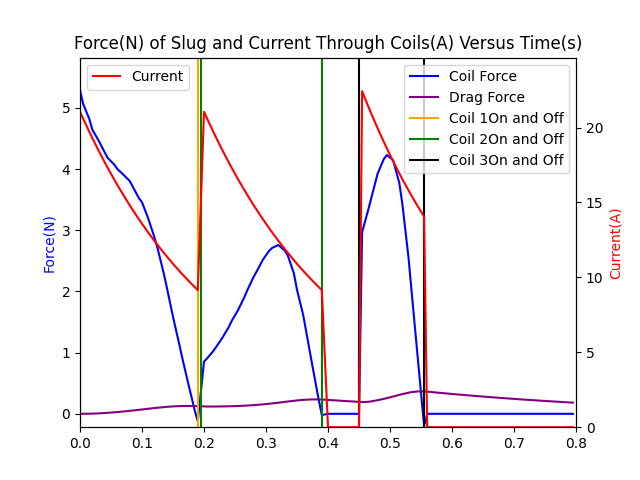 Force(N) of Slug and Current Through Coils(A) Versus Time(s)
Current
Coil Force
Drag Force
Coil 1On and Off
Coil 2On and Off
Coil 3On and Off
Force(N)
5
4
3
2
1
0
Current(A)
20
15
10
5
0
0.0 0.1 0.2 0.3 0.4 0.5 0.6 0.7 0.8